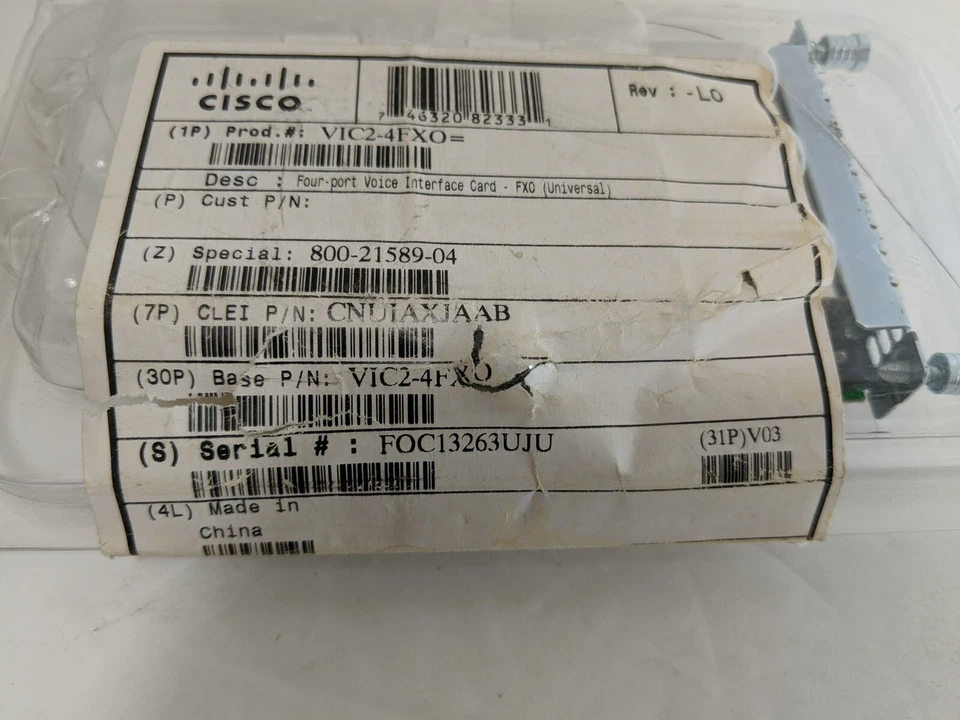 CISCO
7 46320 82333 1
Rev : -L0
(1P) Prod.#: VIC2-4FXO=
Desc : Four-port Voice Interface Card - FXO (Universal)
(P) Cust P/N:
(Z) Special: 800-21589-04
(7P) CLEI P/N: CNUIAXJAAB
(30P) Base P/N: VIC2-4FXO
(S) Serial # : FOC13263UJU
(31P)V03
(4L) Made in
China